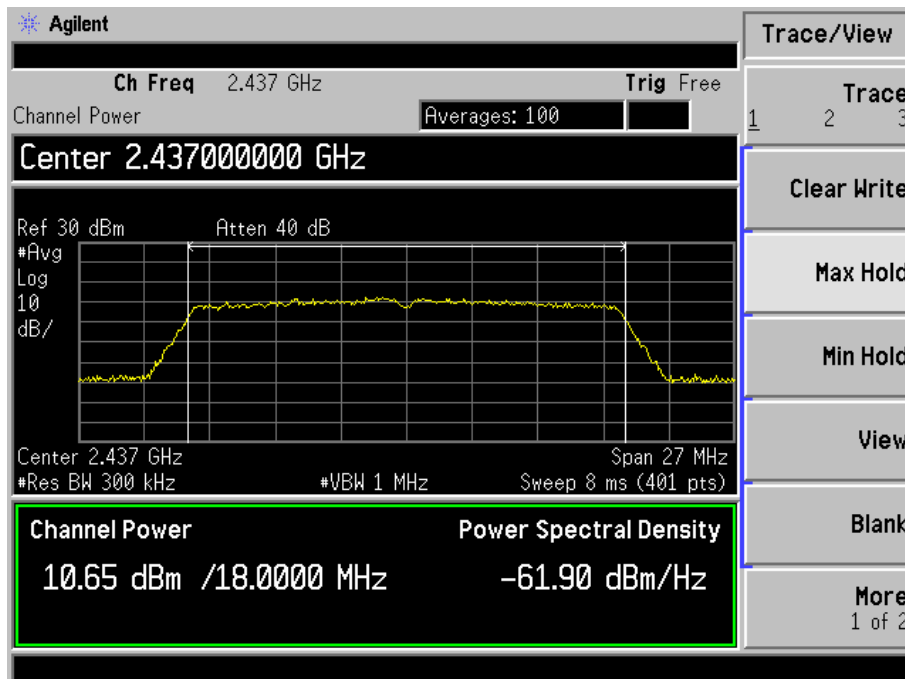 Agilent
Trace/View
Ch Freq 2.437 GHz Trig Free
Channel Power Averages: 100
Trace
1 2 3
Center 2.437000000 GHz
Clear Write
Ref 30 dBm Atten 40 dB
#Avg
Log
10
dB/
Max Hold
Min Hold
Center 2.437 GHz Span 27 MHz
#Res BW 300 kHz #VBW 1 MHz Sweep 8 ms (401 pts)
View
Channel Power Power Spectral Density
10.65 dBm /18.0000 MHz -61.90 dBm/Hz
Blank
More
1 of 2